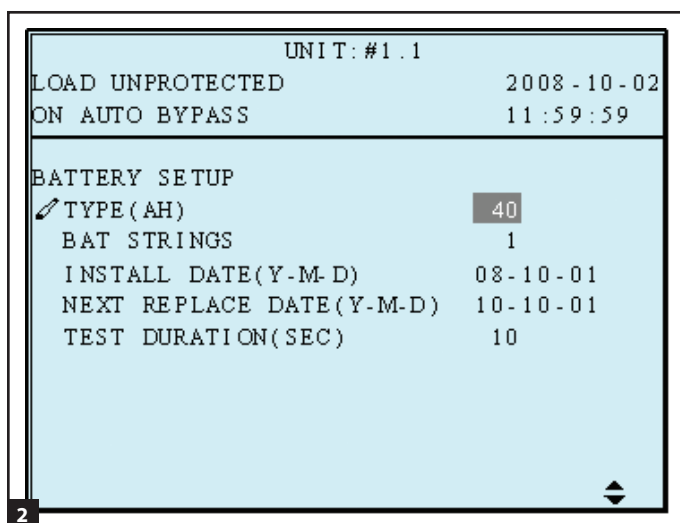 UNIT:#1.1
LOAD UNPROTECTED 2008-10-02
ON AUTO BYPASS 11:59:59
BATTERY SETUP
TYPE(AH) 40
BAT STRINGS 1
INSTALL DATE(Y-M-D) 08-10-01
NEXT REPLACE DATE(Y-M-D) 10-10-01
TEST DURATION(SEC) 10
2